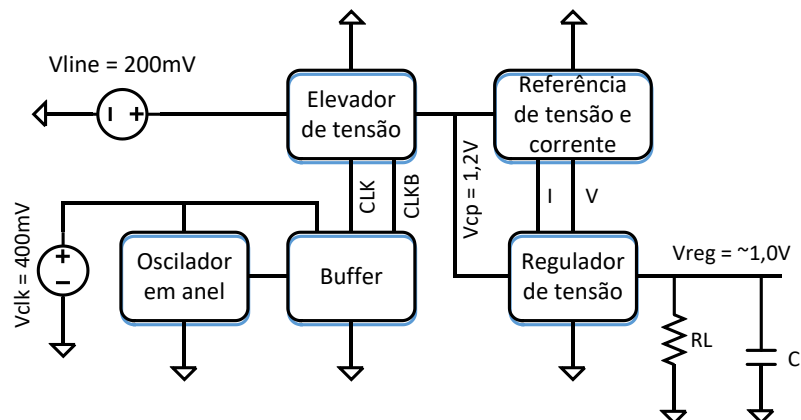 Vline = 200mV
Elevador
de tensão
Referência
de tensão e
corrente
CLK
CLKB
Vcp = 1,2V
I
V
Vclk = 400mV
Oscilador
em anel
Buffer
Regulador
de tensão
Vreg = ~1,0V
RL
C